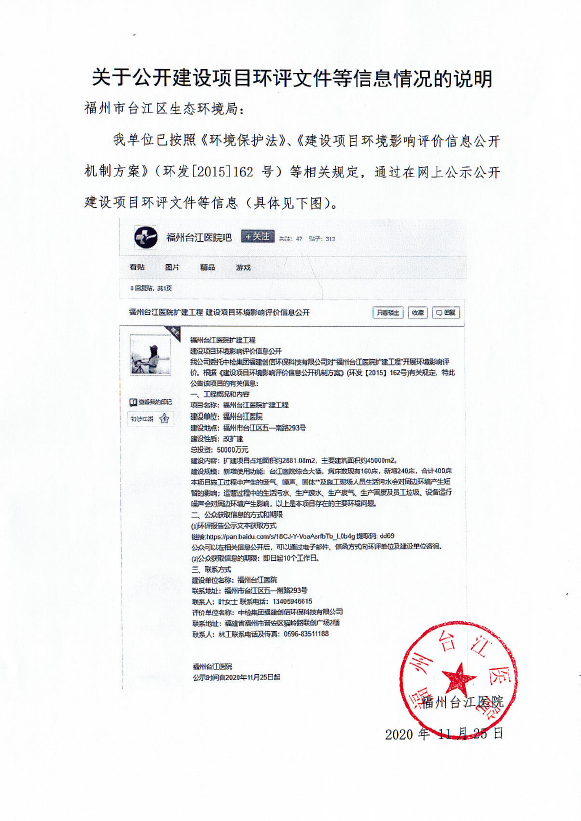 关于公开建设项目环评文件等信息情况的说明
福州市台江区生态环境局：
我单位已按照《环境保护法》、《建设项目环境影响评价信息公开
机制方案》（环发[2015]162 号）等相关规定，通过在网上公示公开
建设项目环评文件等信息（具体见下图）。
福州台江医院吧 +关注 关注：47 帖子：313
看贴 图片 精品 游戏
0 回复贴，共1页
福州台江医院扩建工程 建设项目环境影响评价信息公开 只看楼主 收藏 回复
福州台江医院扩建工程
建设项目环境影响评价信息公开
我公司委托中检集团福建创信环保科技有限公司对“福州台江医院扩建工程”开展环境影响评
价。根据《建设项目环境影响评价信息公开机制方案》（环发【2015】162号）有关规定，特此
公告该项目的有关信息：
一、工程概况和内容
项目名称：福州台江医院扩建工程
建设单位：福州台江医院
建设地点：福州市台江区五一南路293号
建设性质：改扩建
总投资：50000万元
建设内容：扩建项目占地面积约2881.08m2，主要建筑面积约45000m2。
建设规模：新增使用功能：台江医院综合大楼，病床数现有160床，新增240床，合计400床
本项目施工过程中产生的废气、噪声、固体**及施工现场人员生活污水会对周边环境产生短
暂的影响；运营过程中的生活污水、生产废水、生产废气、生产固废及员工垃圾、设备运行
噪声会对周边环境产生影响，以上是本项目存在的主要环境问题。
二、公众获取信息的方式和期限
(1)环研报告公示文本获取方式
链接:https://pan.baidu.com/s/18CJ-Y-VoaAsrfbTb_L0b4g 提取码: dd69
公众可以在相关信息公开后，可以通过电子邮件、信函方式向环评单位及建设单位咨询。
(2)公众获取信息的期限：即日起10个工作日。
三、联系方式
建设单位名称：福州台江医院
联系地址：福州市台江区五一南路293号
联系人：叶女士 联系电话：13405946615
评价单位名称：中检集团福建创信环保科技有限公司
联系地址：福建省福州市晋安区猫岭路联创广场2楼
联系人：林工联系电话及传真：0596-83511188
福州台江医院
公示时间自2020年11月25日起
福州台江医院
福州台江医院
2020 年 11 月 25 日